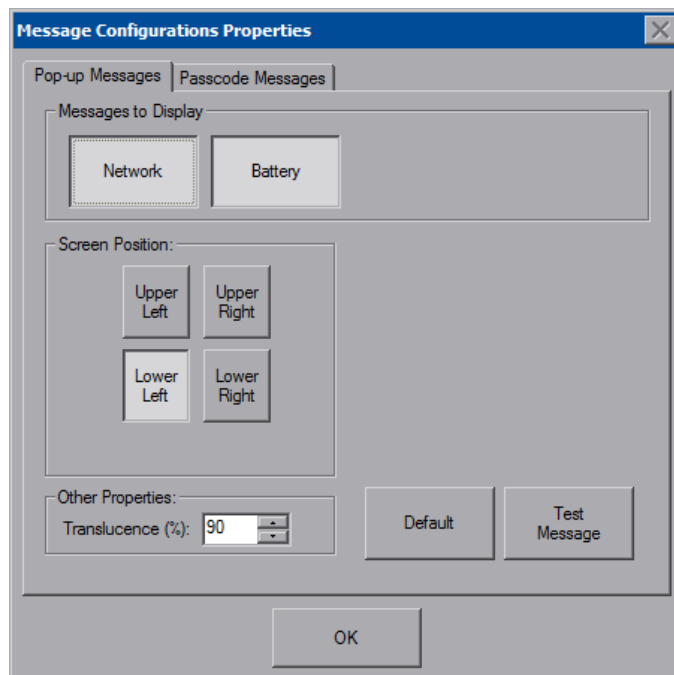 Message Configurations Properties
Pop-up Messages
Passcode Messages
Messages to Display
Network
Battery
Screen Position:
Upper
Left
Upper
Right
Lower
Left
Lower
Right
Other Properties:
Translucence (%): 90
Default
Test
Message
OK